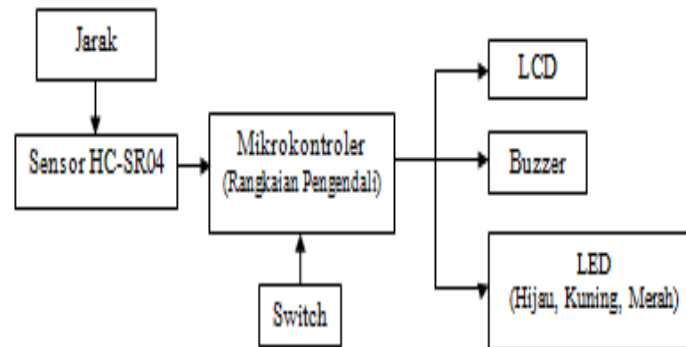 Jarak
Sensor HC-SR04
Mikrokontroler
(Rangkaian Pengendali)
Switch
LCD
Buzzer
LED
(Hijau, Kuning, Merah)